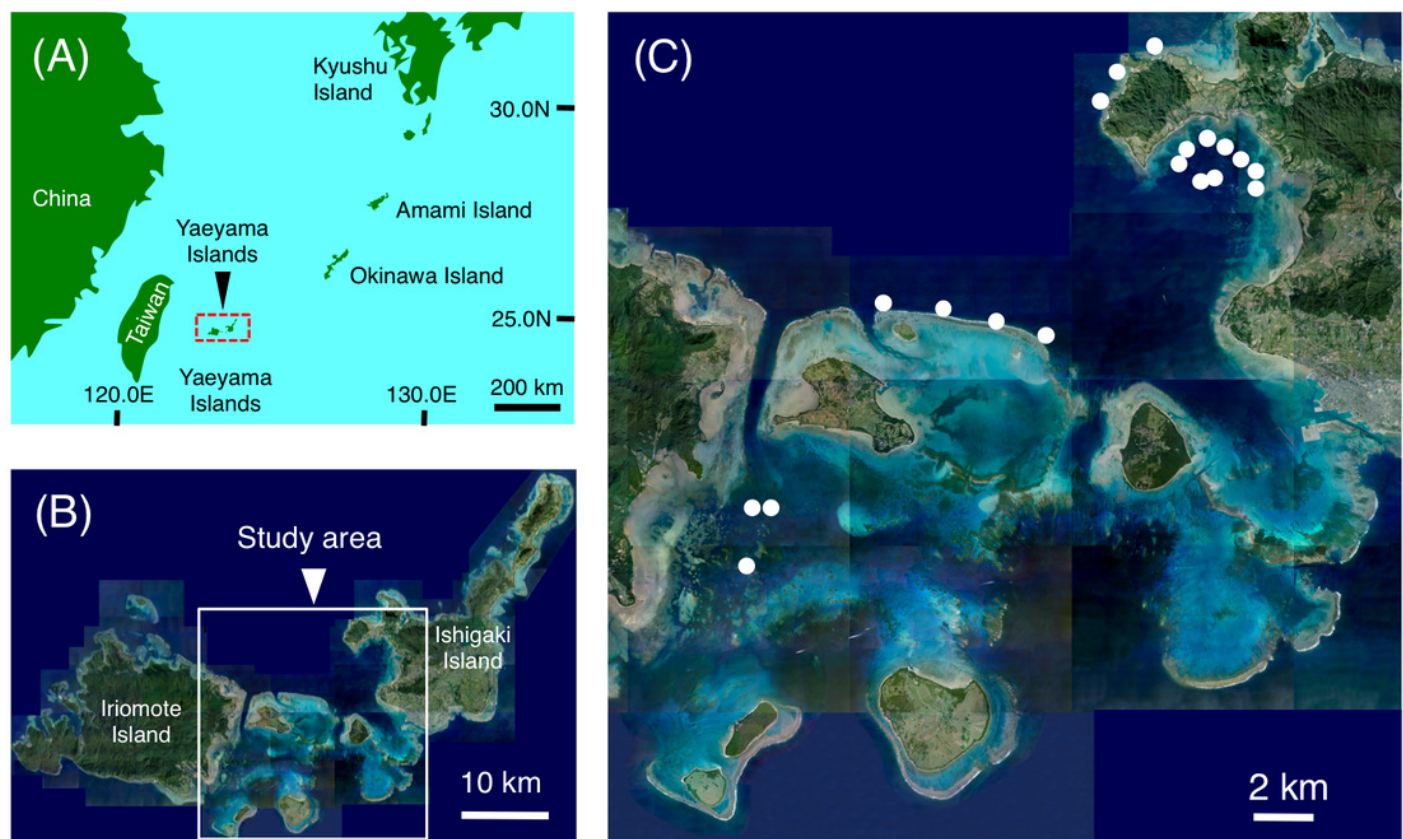 (A)
Kyushu
Island
30.0N
China
Amami Island
Yaeyama
Islands
Okinawa Island
Taiwan
25.0N
Yaeyama
Islands
120.0E
130.0E
200 km
(B)
Study area
Ishigaki
Island
Iriomote
Island
10 km
(C)
2 km